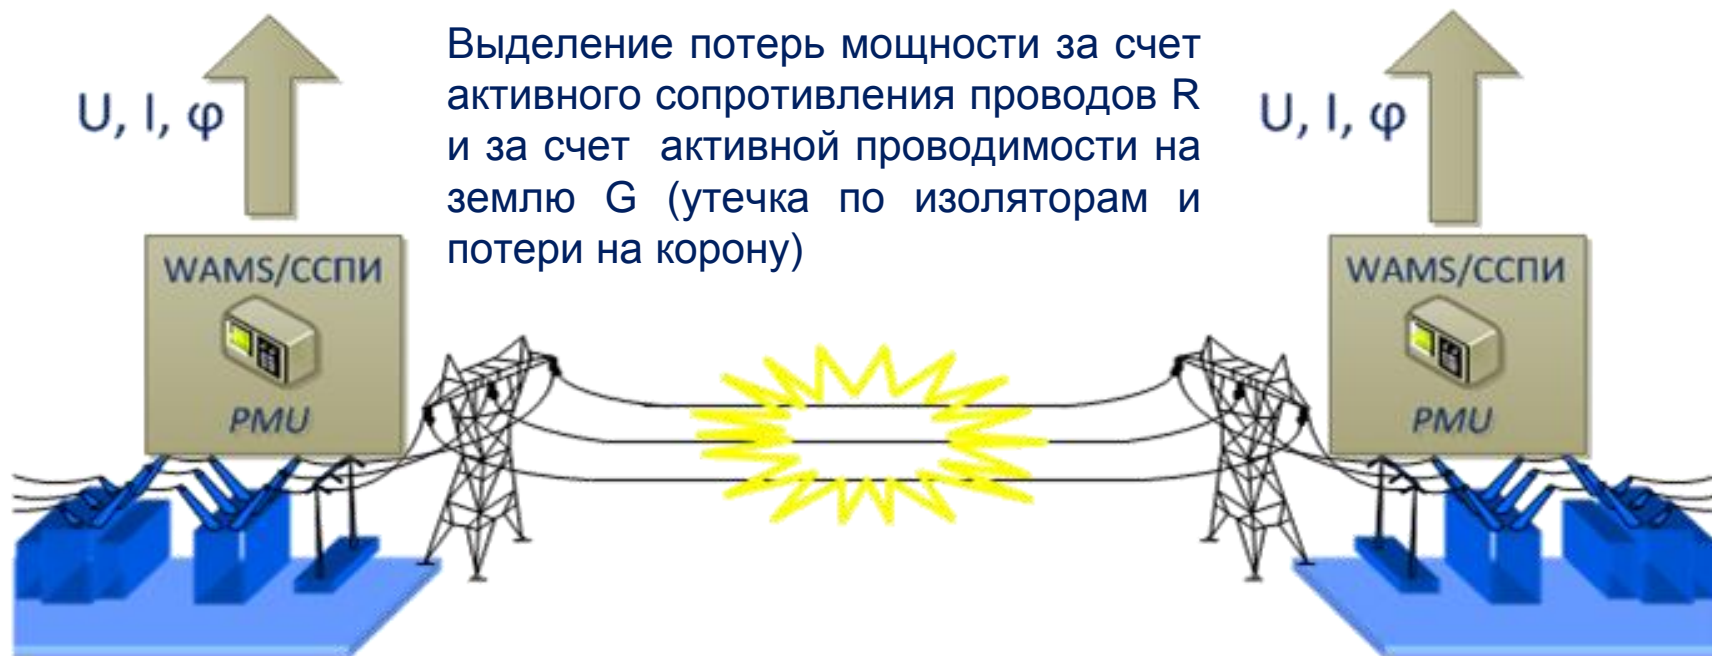 Выделение потерь мощности за счет
активного сопротивления проводов R
и за счет активной проводимости на
землю G (утечка по изоляторам и
потери на корону)
U, I, φ
U, I, φ
WAMS/ССПИ
PMU
WAMS/ССПИ
PMU